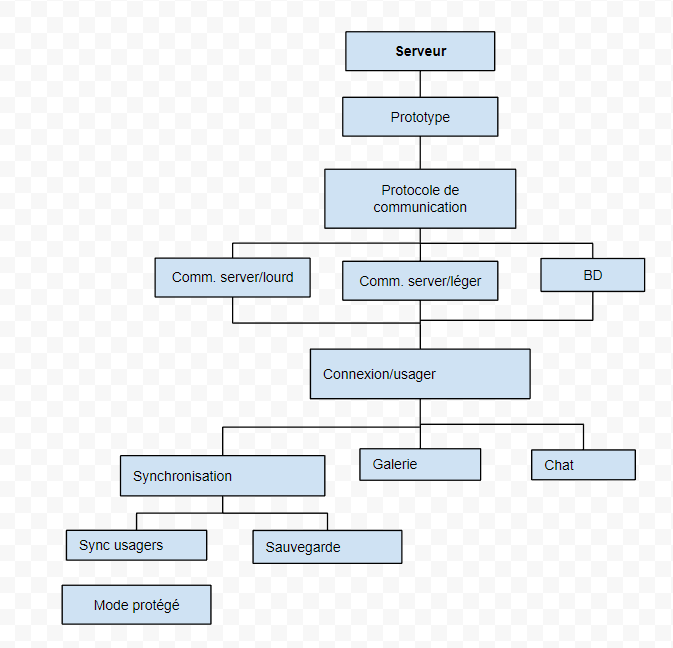 Serveur
Prototype
Protocole de
communication
Comm. server/lourd
Comm. server/léger
BD
Connexion/usager
Synchronisation
Galerie
Chat
Sync usagers
Sauvegarde
Mode protégé